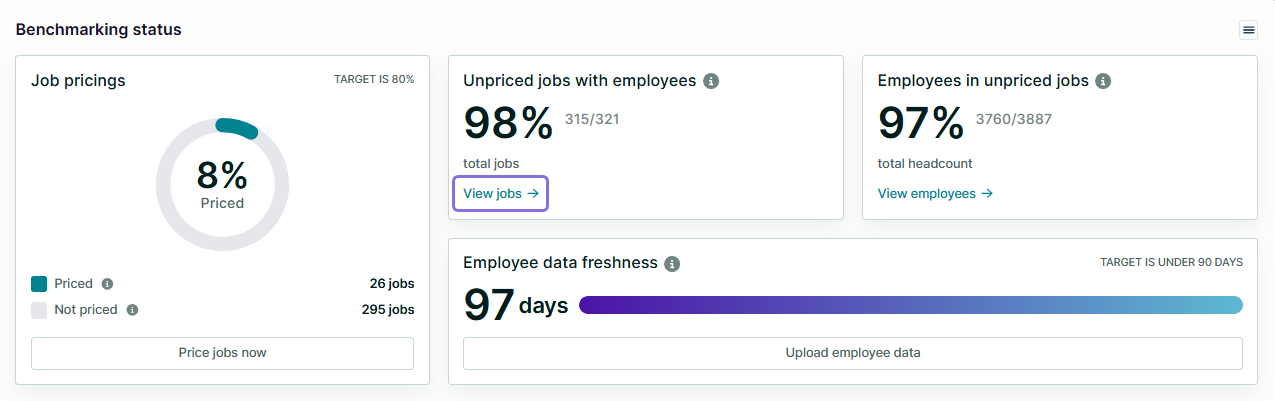 Benchmarking status
Job pricings
TARGET IS 80%
8%
Priced
Priced
26 jobs
Not priced
295 jobs
Price jobs now
Unpriced jobs with employees
98% 315/321
total jobs
View jobs →
Employees in unpriced jobs
97% 3760/3887
total headcount
View employees →
Employee data freshness
TARGET IS UNDER 90 DAYS
97 days
Upload employee data